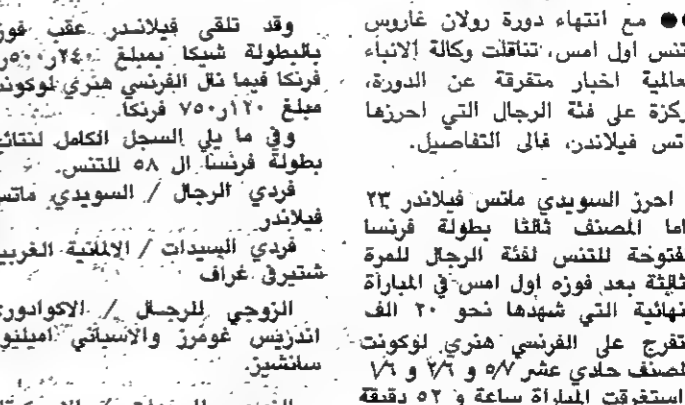 ●● مع انتهاء دورة رولان غاروس
تنس اول امس، تناقلت وكالة الانباء
عالمية اخبار متفرقة عن الدورة،
ركزة على فئة الرجال التي احرزها
اتس فيلاندر، فالى التفاصيل.
احرز السويدي ماتس فيلاندر ٢٣
اما المصنف ثالثا بطولة فرنسا
فتوحة للتنس لفئة الرجال للمرة
ثالثة بعد فوزه اول امس في المباراة
نهائية التي شهدها نحو ٢٠ الف
تفرج على الفرنسي هنري لوكونت
لمصنف حادي عشر ٥/٧ و ٢/٦ و ١/٦
استغرقت المباراة ساعة و ٥٢ دقيقة
وقد تلقى فيلاندر عقب فوز
بالبطولة شيكا بمبلغ
فرنكا فيما نال الفرنسي هنري لوكونت
مبلغ ١٢٠ر٧٥٠ فرنكا.
وفي ما يلي السجل الكامل لنتائج
بطولة فرنسا ال ٥٨ للتنس.
فردي الرجال / السويدي ماتس
فيلاندر
فردي السيدات / الالمانية الغربية
شتيرفي غراف
الزوجي للرجال / الاكوادوري
اندريس غومرز والاسباني اميليو
سانشيز.